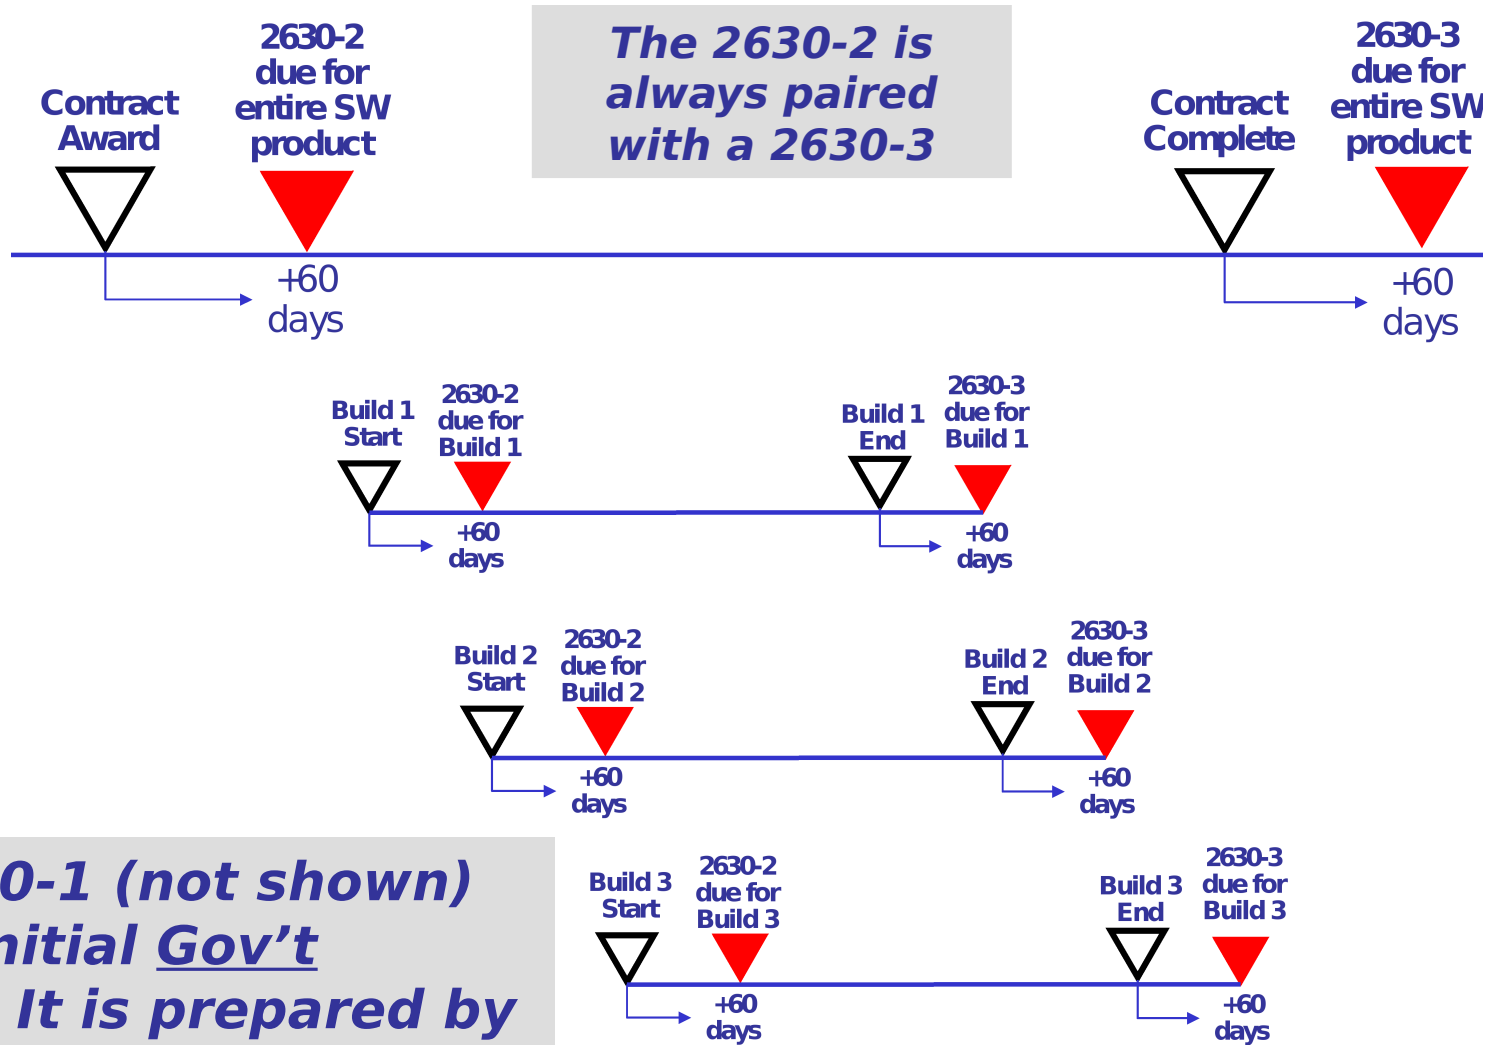 Contract
Award
2630-2
due for
entire SW
product
The 2630-2 is
always paired
with a 2630-3
Contract
Complete
2630-3
due for
entire SW
product
+60
days
+60
days
Build 1
Start
2630-2
due for
Build 1
Build 1
End
2630-3
due for
Build 1
+60
days
+60
days
Build 2
Start
2630-2
due for
Build 2
Build 2
End
2630-3
due for
Build 2
+60
days
+60
days
0-1 (not shown)
nitial Gov’t
It is prepared by
Build 3
Start
2630-2
due for
Build 3
Build 3
End
2630-3
due for
Build 3
+60
days
+60
days